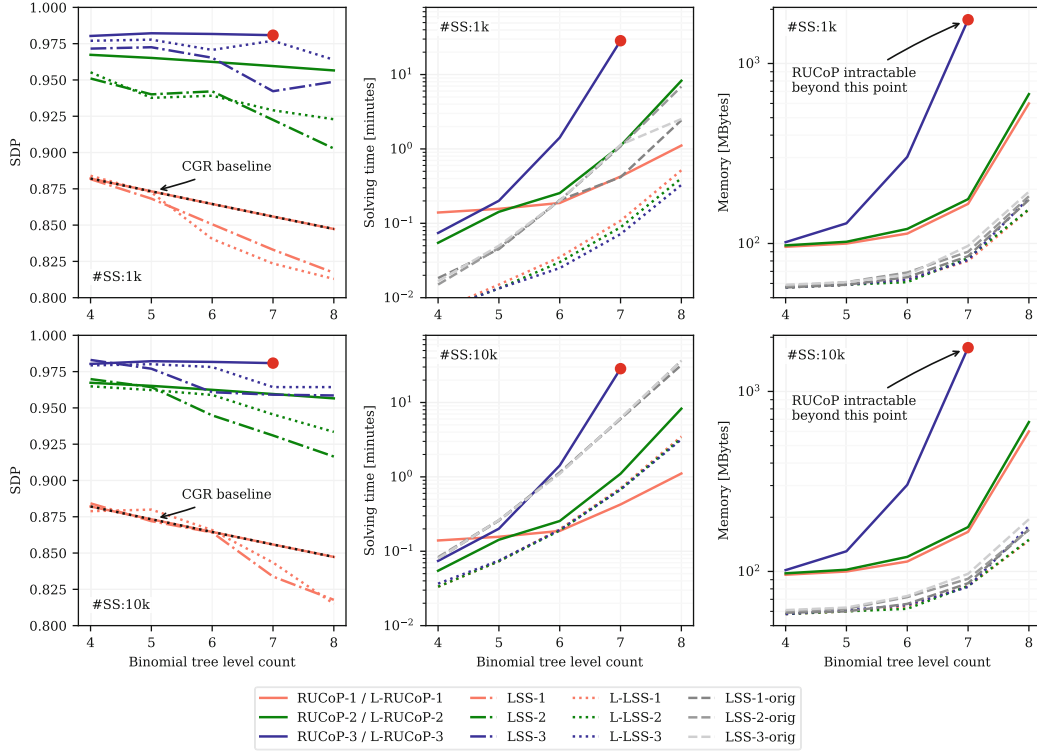 1.000
0.975
0.950
0.925
0.900
0.875
0.850
0.825
0.800
SDP
CGR baseline
#SS:1k
4 5 6 7 8
#SS:1k
10¹
10⁰
10⁻¹
10⁻²
Solving time [minutes]
4 5 6 7 8
#SS:1k
10³
10²
Memory [MBytes]
RUCoP intractable
beyond this point
4 5 6 7 8
1.000
0.975
0.950
0.925
0.900
0.875
0.850
0.825
0.800
SDP
CGR baseline
#SS:10k
4 5 6 7 8
Binomial tree level count
#SS:10k
10¹
10⁰
10⁻¹
10⁻²
Solving time [minutes]
4 5 6 7 8
Binomial tree level count
#SS:10k
10³
10²
Memory [MBytes]
RUCoP intractable
beyond this point
4 5 6 7 8
Binomial tree level count
RUCoP-1 / L-RUCoP-1 LSS-1 L-LSS-1 LSS-1-orig
RUCoP-2 / L-RUCoP-2 LSS-2 L-LSS-2 LSS-2-orig
RUCoP-3 / L-RUCoP-3 LSS-3 L-LSS-3 LSS-3-orig